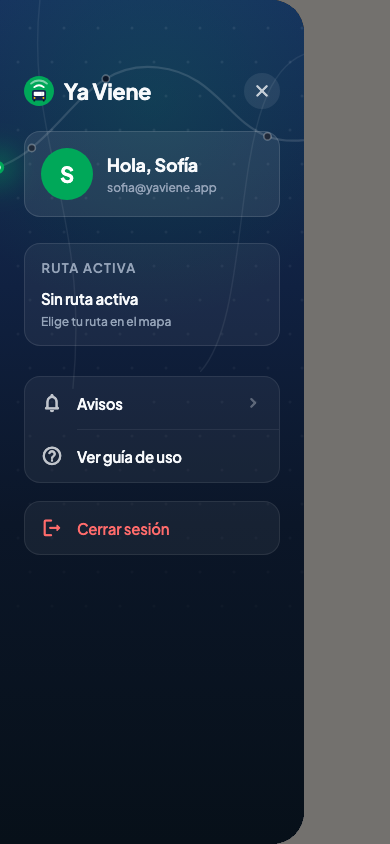 Ya Viene
S
Hola, Sofía
sofia@yaviene.app
RUTA ACTIVA
Sin ruta activa
Elige tu ruta en el mapa
Avisos
Ver guía de uso
Cerrar sesión